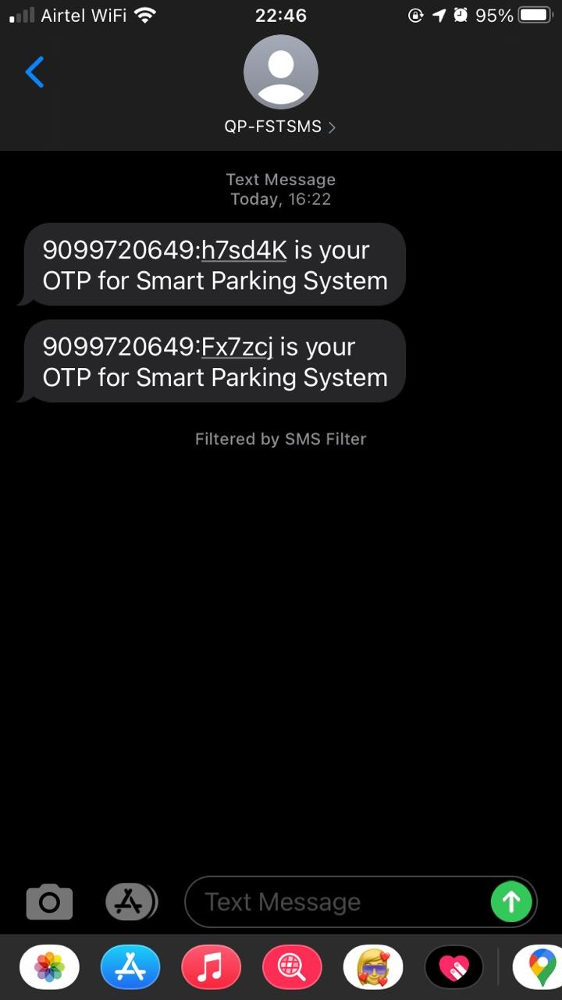 Airtel WiFi 22:46 95%
QP-FSTSMS
Text Message
Today, 16:22
9099720649:h7sd4K is your
OTP for Smart Parking System
9099720649:Fx7zcj is your
OTP for Smart Parking System
Filtered by SMS Filter
Text Message